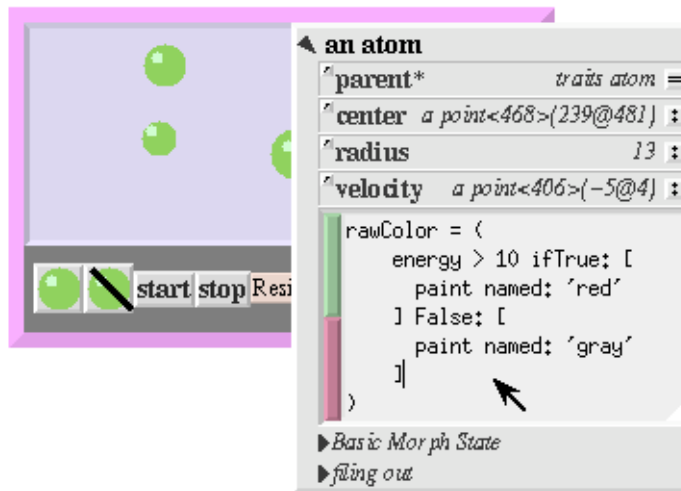 an atom
parent* traits atom =
center a point<468>(239@481) :
radius 13 :
velocity a point<406>(-5@4) :
rawColor = (
energy > 10 ifTrue: [
paint named: 'red'
] False: [
paint named: 'gray'
]
)
Basic Morph State
filing out
start stop Resi